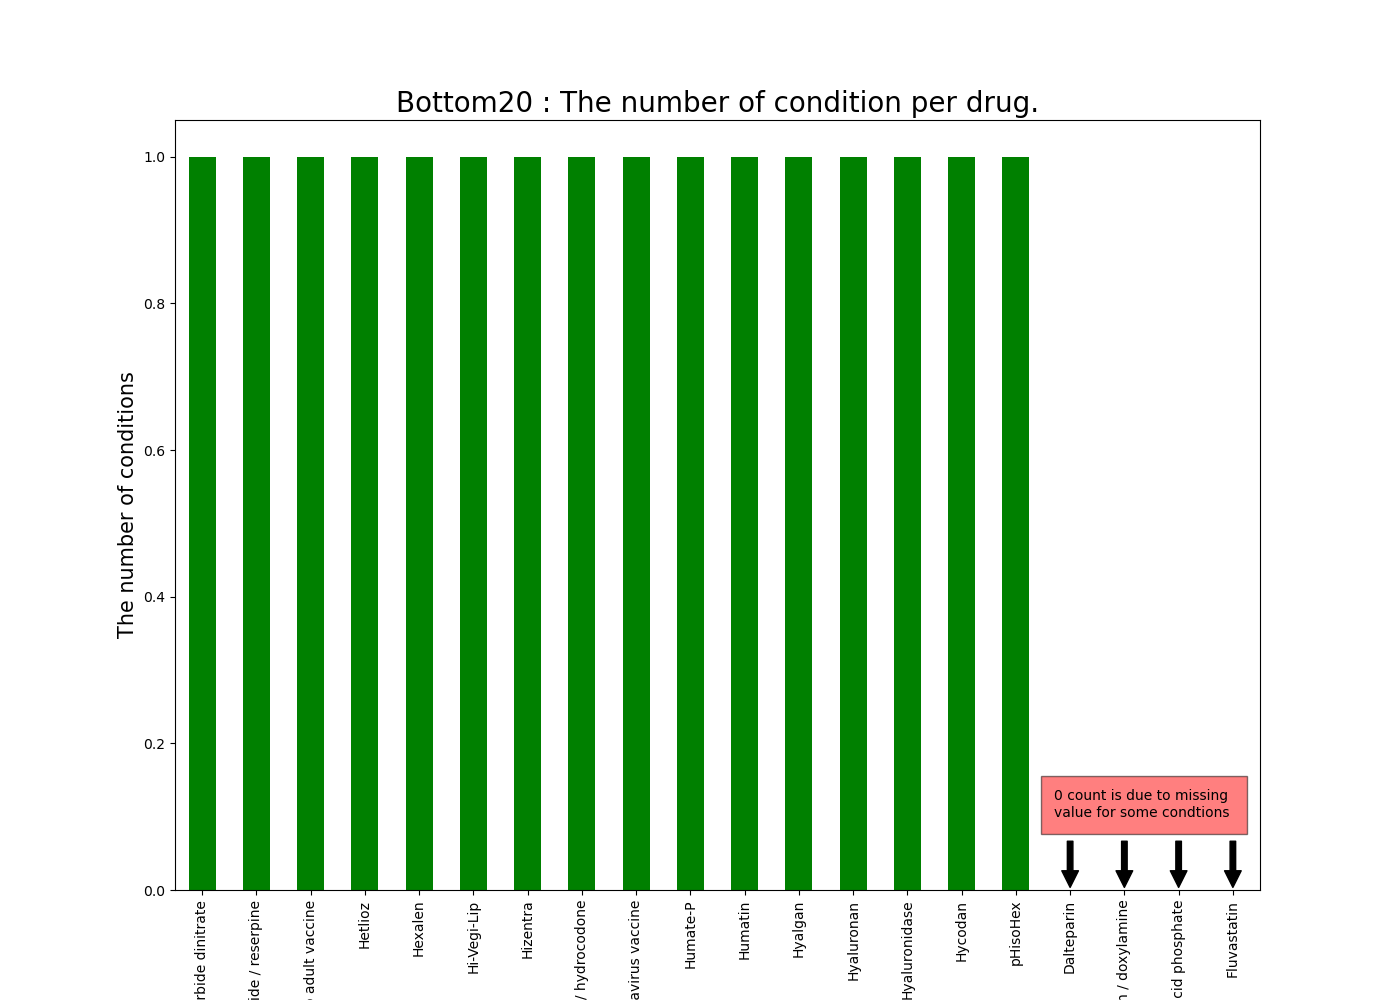 Bottom20 : The number of condition per drug.
The number of conditions
1.0
0.8
0.6
0.4
0.2
0.0
0 count is due to missing
value for some condtions
rbide dinitrate
ide / reserpine
adult vaccine
Hetlioz
Hexalen
Hi-Vegi-Lip
Hizentra
/ hydrocodone
avirus vaccine
Humate-P
Humatin
Hyalgan
Hyaluronan
Hyaluronidase
Hycodan
pHisoHex
Dalteparin
/ doxylamine
cid phosphate
Fluvastatin